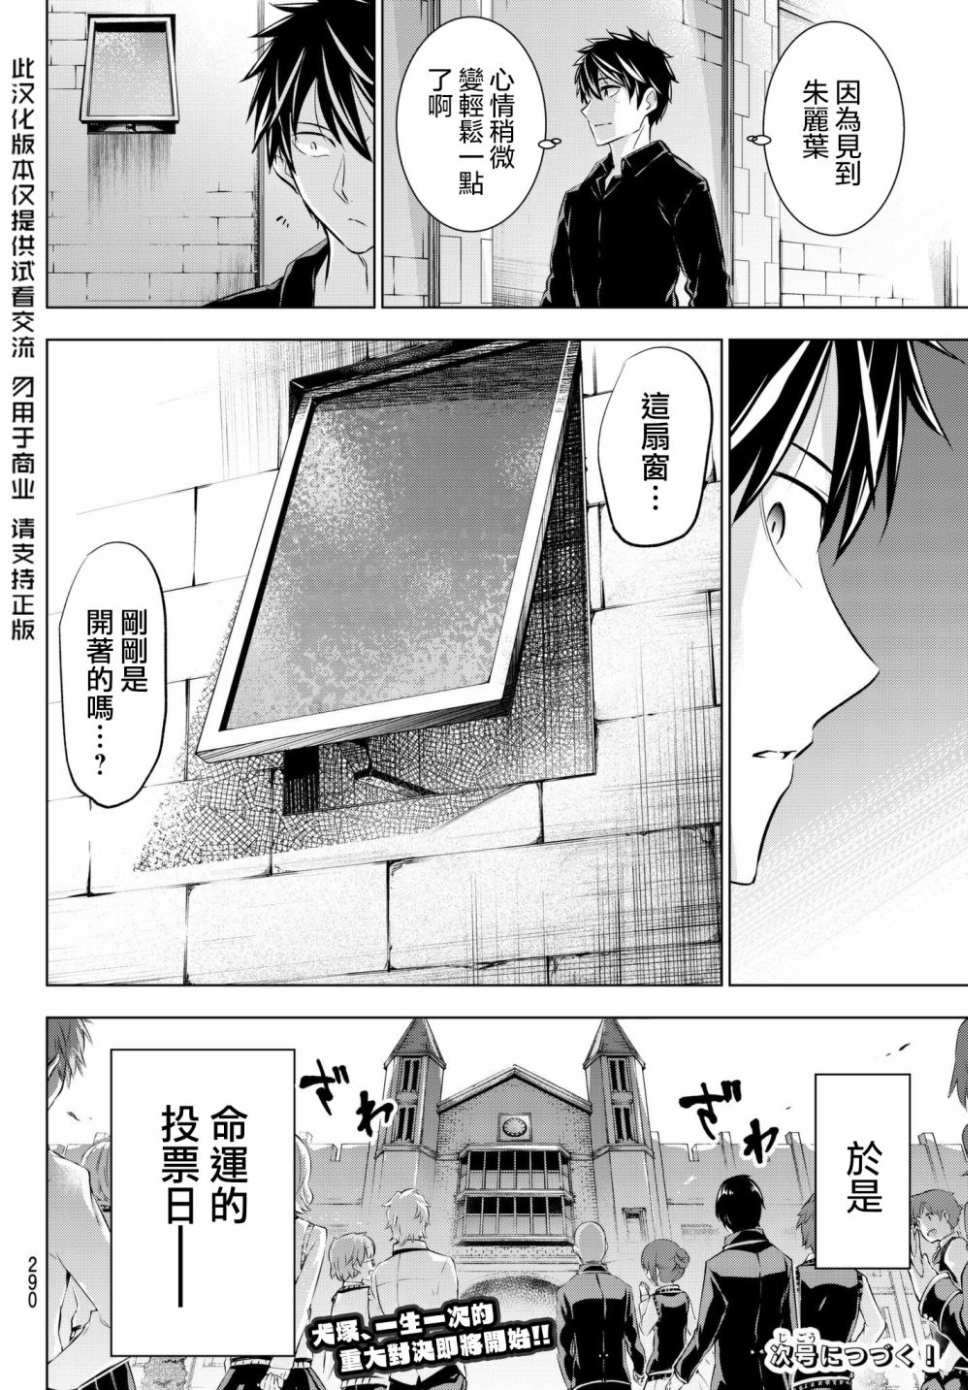 因為見到
朱麗葉
心情稍微
變輕鬆一點
了啊
這扇窗…
剛剛是
開著的嗎…?
於是
ざわ
ざわ
命運的
投票日──
犬塚、一生一次的
重大對決即將開始!!
じごう
次号につづく!
290
此汉化版本仅提供试看交流 勿用于商业 请支持正版